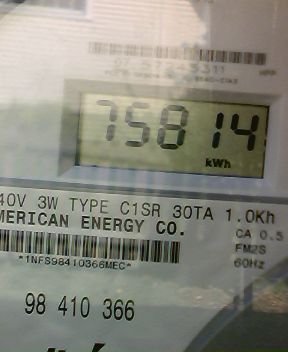 75814
kWh
40V 3W TYPE C1SR 30TA 1.0Kh
MERICAN ENERGY CO.
CA 0.5
FM2S
60Hz
*1NFS98410366MEC*
98 410 366